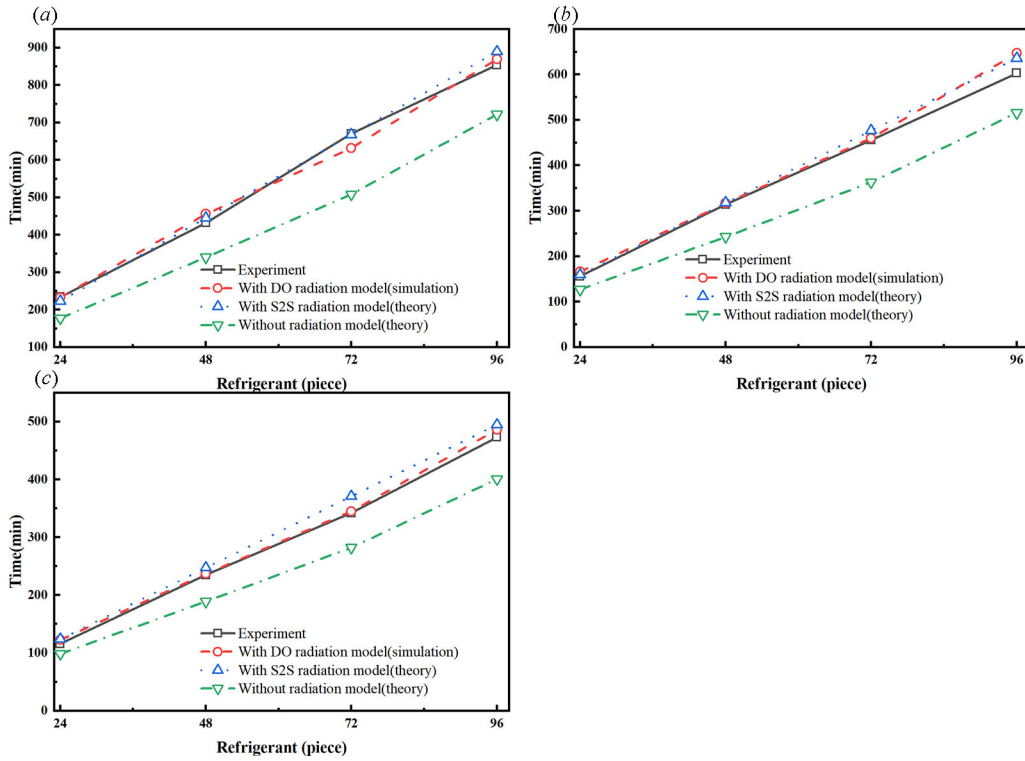 (a)
900
800
700
600
500
400
300
200
100
Time(min)
24 48 72 96
Refrigerant (piece)
Experiment
With DO radiation model(simulation)
With S2S radiation model(theory)
Without radiation model(theory)
(b)
700
600
500
400
300
200
100
0
Time(min)
24 48 72 96
Refrigerant (piece)
Experiment
With DO radiation model(simulation)
With S2S radiation model(theory)
Without radiation model(theory)
(c)
500
400
300
200
100
0
Time(min)
24 48 72 96
Refrigerant (piece)
Experiment
With DO radiation model(simulation)
With S2S radiation model(theory)
Without radiation model(theory)